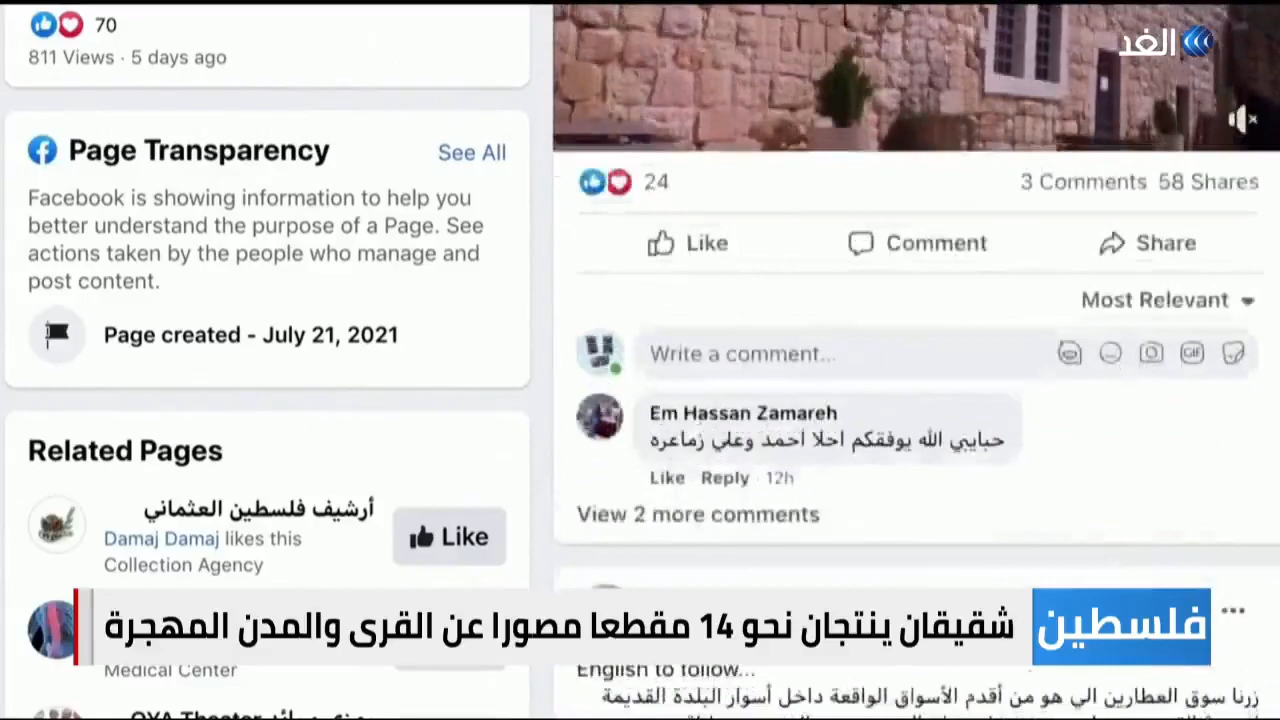 70
811 Views · 5 days ago
Page Transparency
See All
Facebook is showing information to help you
better understand the purpose of a Page. See
actions taken by the people who manage and
post content.
Page created - July 21, 2021
Related Pages
أرشيف فلسطين العثماني
Damaj Damaj likes this
Collection Agency
Like
Medical Center
OYA Theater
الغد
24
3 Comments 58 Shares
Like
Comment
Share
Most Relevant
Write a comment...
GIF
Em Hassan Zamareh
حبايبي الله يوفقكم احلا احمد وعلي زماعره
Like Reply 12h
View 2 more comments
فلسطين
شقيقان ينتجان نحو 14 مقطعا مصورا عن القرى والمدن المهجرة
English to follow...
زرنا سوق العطارين الي هو من أقدم الأسواق الواقعة داخل أسوار البلدة القديمة